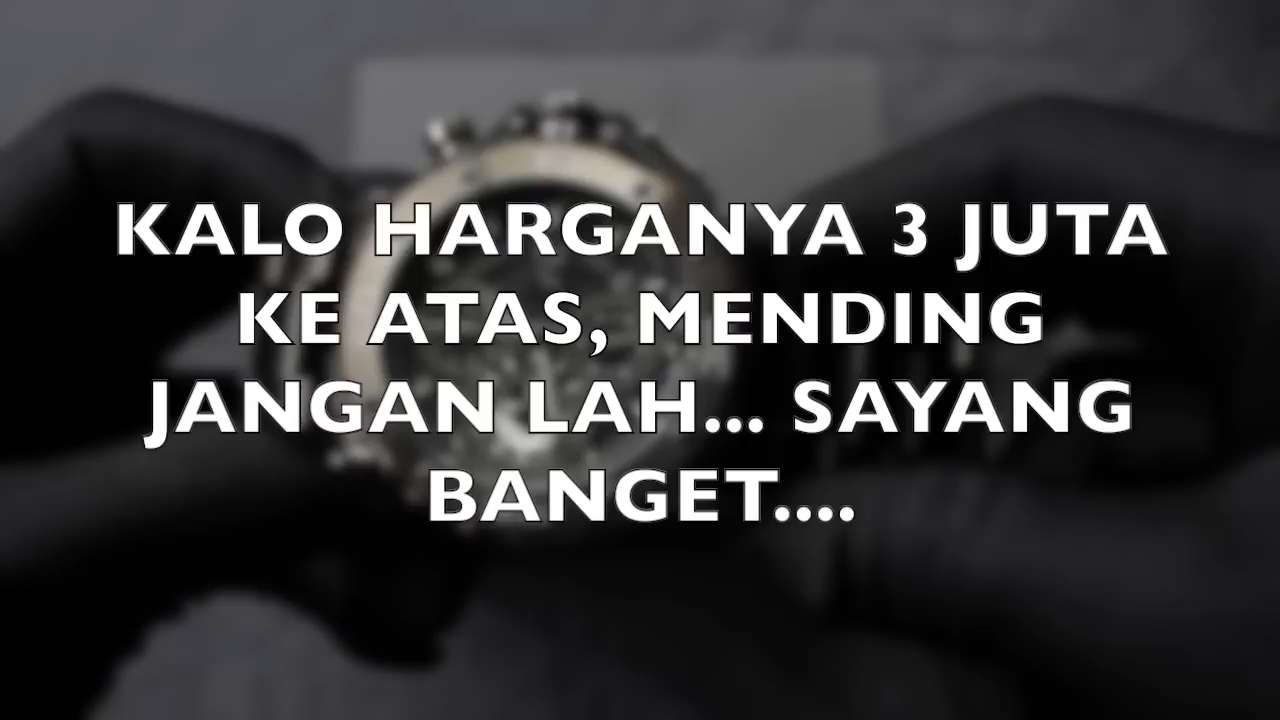 KALO HARGANYA 3 JUTA
KE ATAS, MENDING
JANGAN LAH... SAYANG
BANGET....